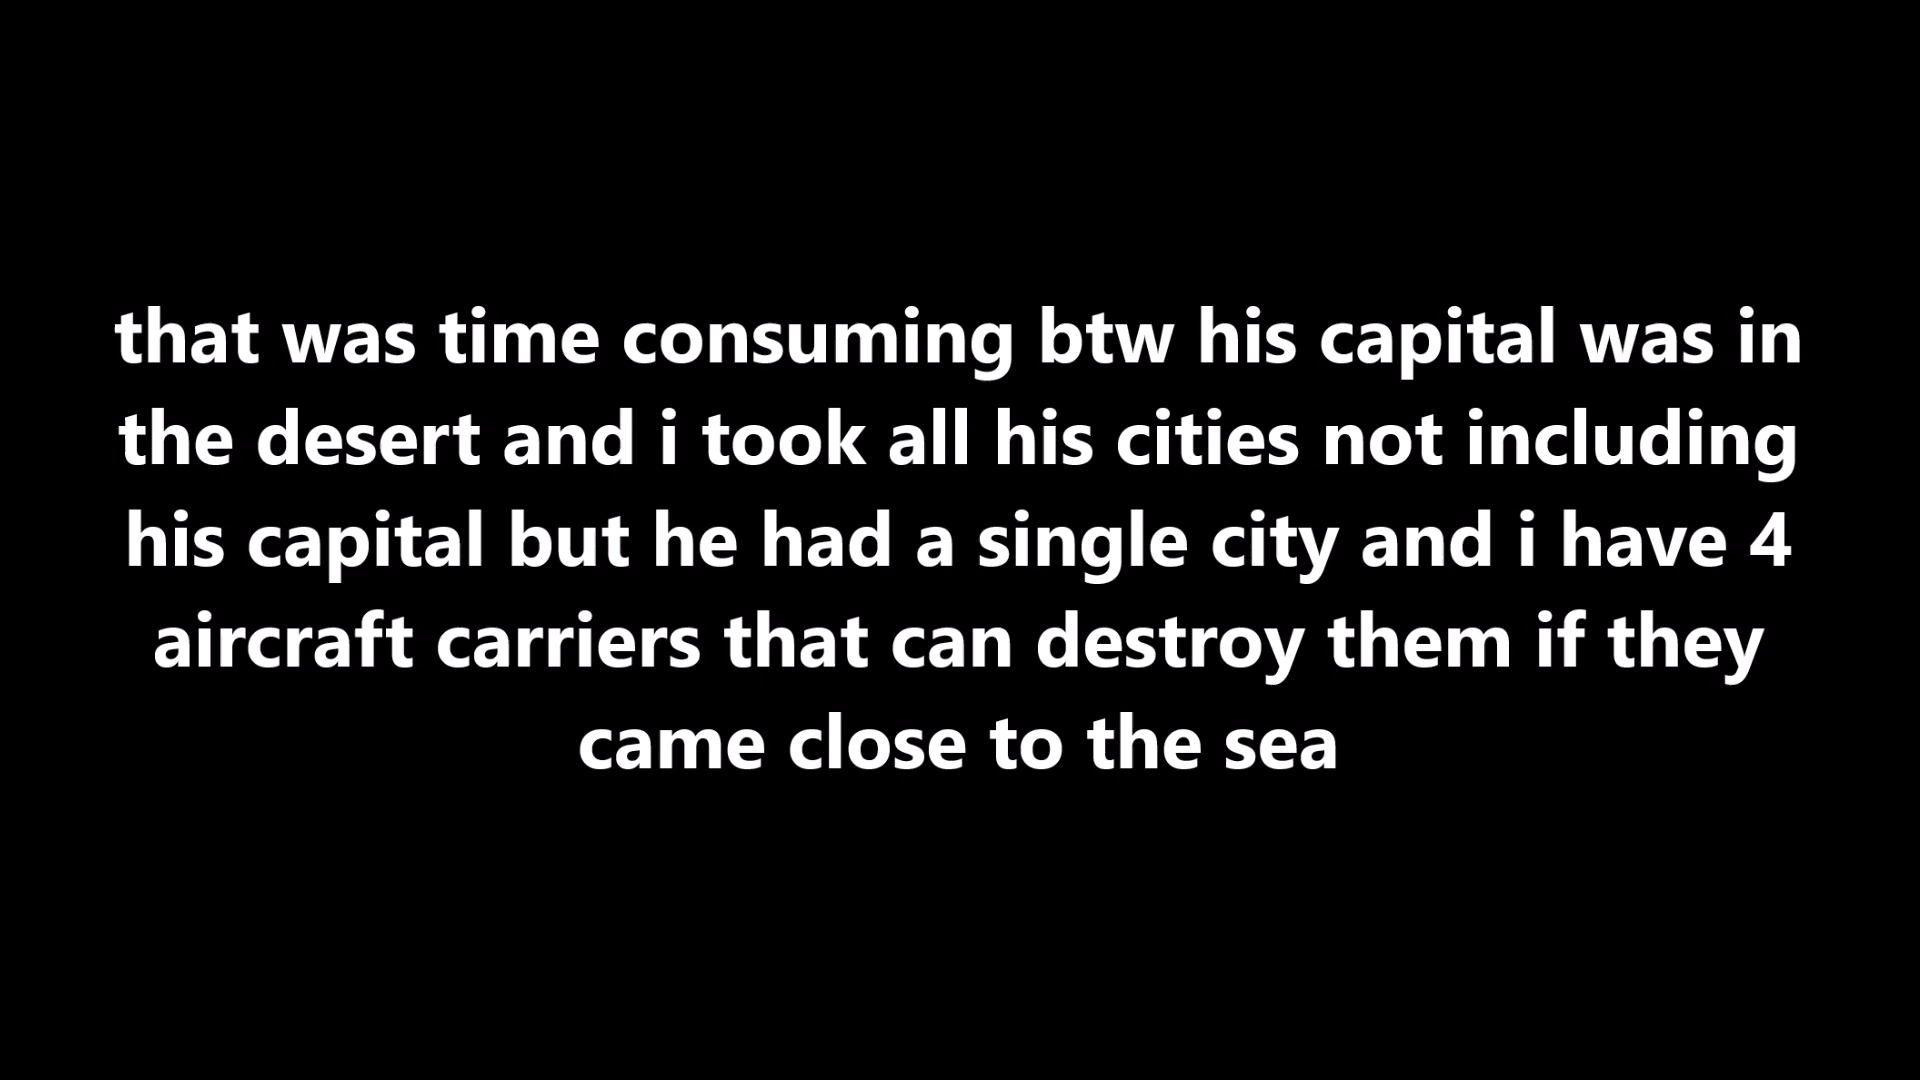 that was time consuming btw his capital was in
the desert and i took all his cities not including
his capital but he had a single city and i have 4
aircraft carriers that can destroy them if they
came close to the sea